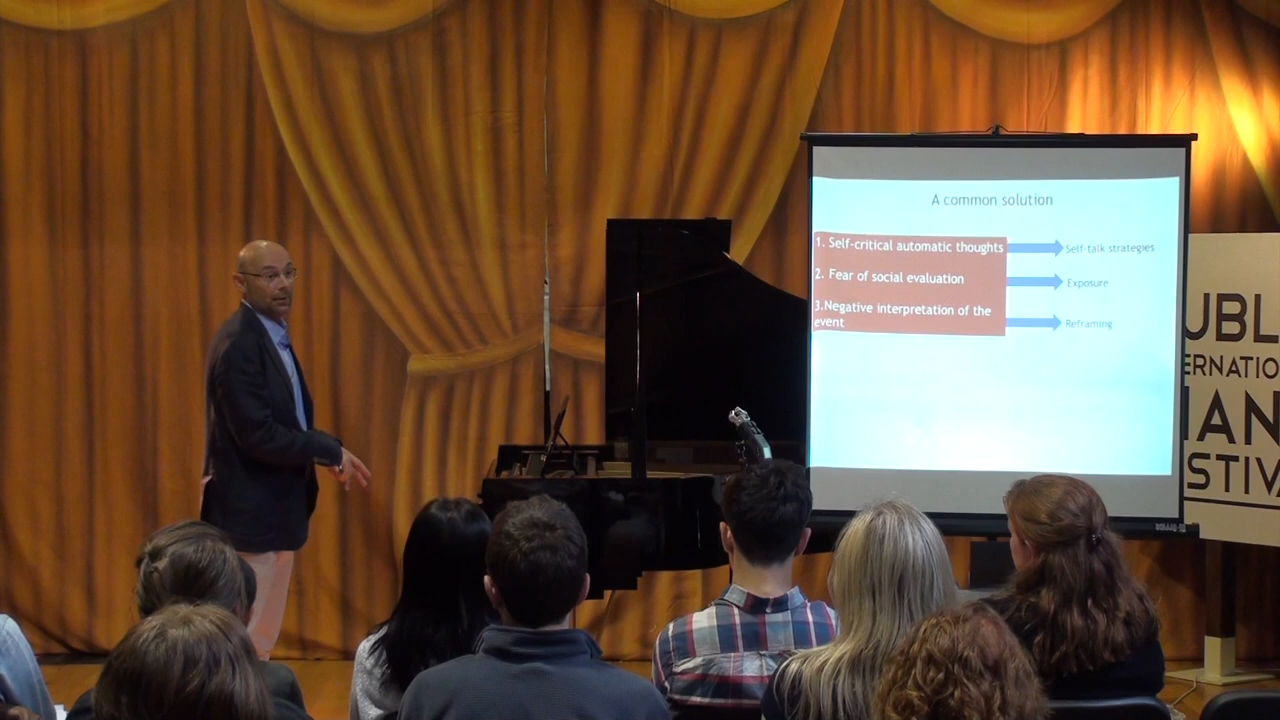 A common solution
1. Self-critical automatic thoughts
Self-talk strategies
2. Fear of social evaluation
Exposure
3.Negative interpretation of the
event
Reframing
UBL
ERNATIO
IAN
STIVA